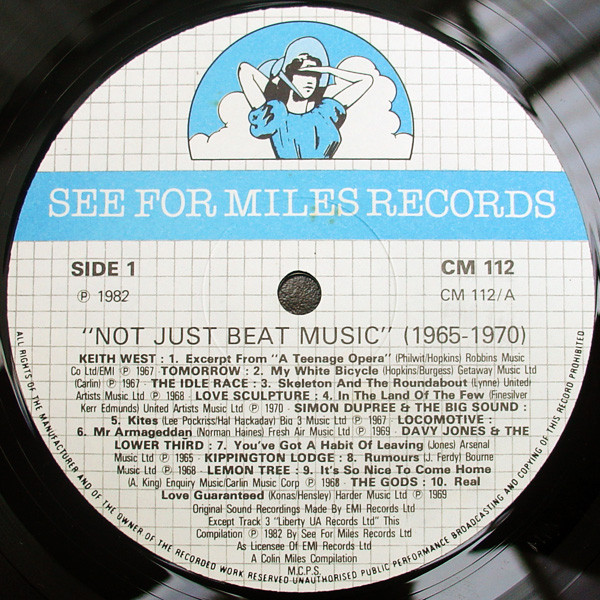 SEE FOR MILES RECORDS
SIDE 1
CM 112
℗ 1982
CM 112/A
"NOT JUST BEAT MUSIC" (1965-1970)
KEITH WEST : 1. Excerpt From "A Teenage Opera" (Philwit/Hopkins) Robbins Music
Co Ltd/EMI ℗ 1967 · TOMORROW : 2. My White Bicycle (Hopkins/Burgess) Getaway Music Ltd
(Carlin) ℗ 1967 · THE IDLE RACE : 3. Skeleton And The Roundabout (Lynne) United
Artists Music Ltd ℗ 1968 · LOVE SCULPTURE : 4. In The Land Of The Few (Finesilver
Kerr Edmunds) United Artists Music Ltd ℗ 1970 · SIMON DUPREE & THE BIG SOUND :
5. Kites (Lee Pockriss/Hal Hackaday) Big 3 Music Ltd ℗ 1967 · LOCOMOTIVE :
6. Mr Armageddan (Norman Haines) Fresh Air Music Ltd ℗ 1969 · DAVY JONES & THE
LOWER THIRD : 7. You've Got A Habit Of Leaving (Jones) Arsenal
Music Ltd ℗ 1965 · KIPPINGTON LODGE : 8. Rumours (J. Ferdy) Bourne
Music Ltd ℗ 1968 · LEMON TREE : 9. It's So Nice To Come Home
(A. King) Enquiry Music/Carlin Music Corp ℗ 1968 · THE GODS : 10. Real
Love Guaranteed (Konas/Hensley) Harder Music Ltd ℗ 1969
Original Sound Recordings Made By EMI Records Ltd
Except Track 3 "Liberty UA Records Ltd" This
Compilation ℗ 1982 By See For Miles Records Ltd
As Licensee Of EMI Records Ltd
A Colin Miles Compilation
M.C.P.S.
ALL RIGHTS OF THE MANUFACTURER AND OF THE OWNER OF THE RECORDED WORK RESERVED·UNAUTHORISED PUBLIC PERFORMANCE BROADCASTING AND COPYING OF THIS RECORD PROHIBITED